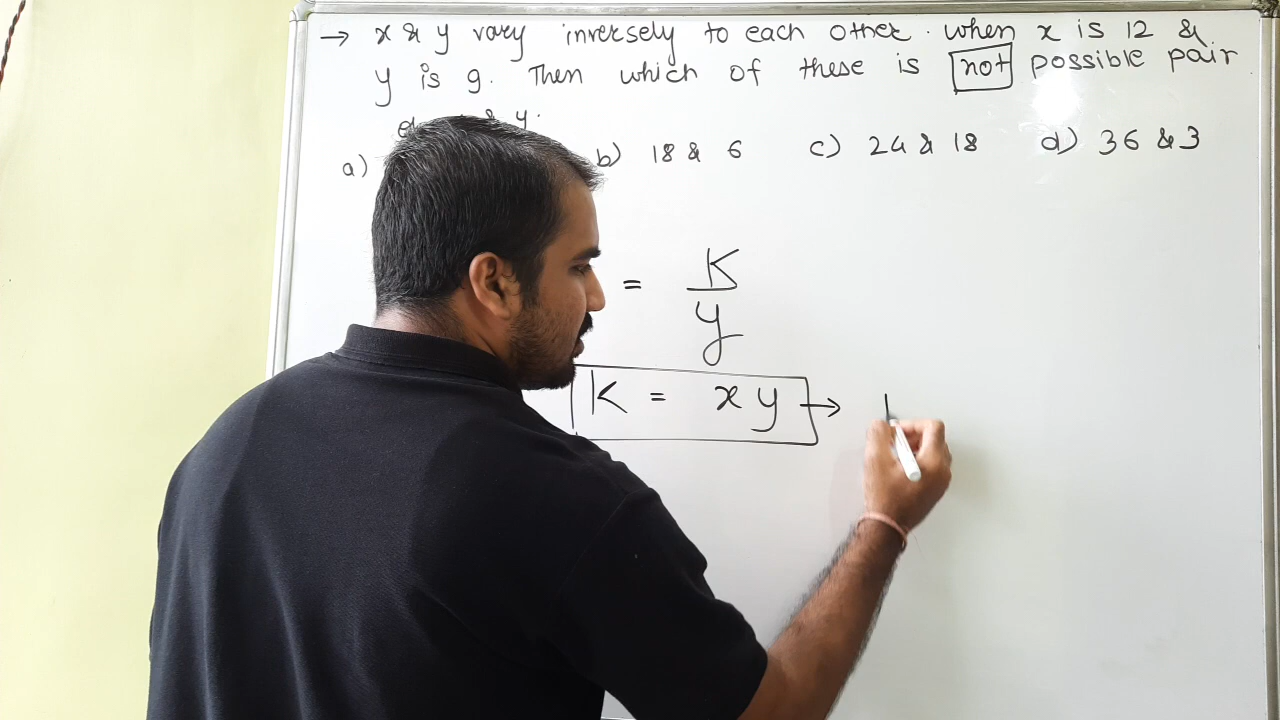 → x & y vary inversely to each other. when x is 12 &
y is 9. Then which of these is not possible pair
& y.
a) b) 18 & 6 c) 24 & 18 d) 36 & 3
= K
y
K = xy →